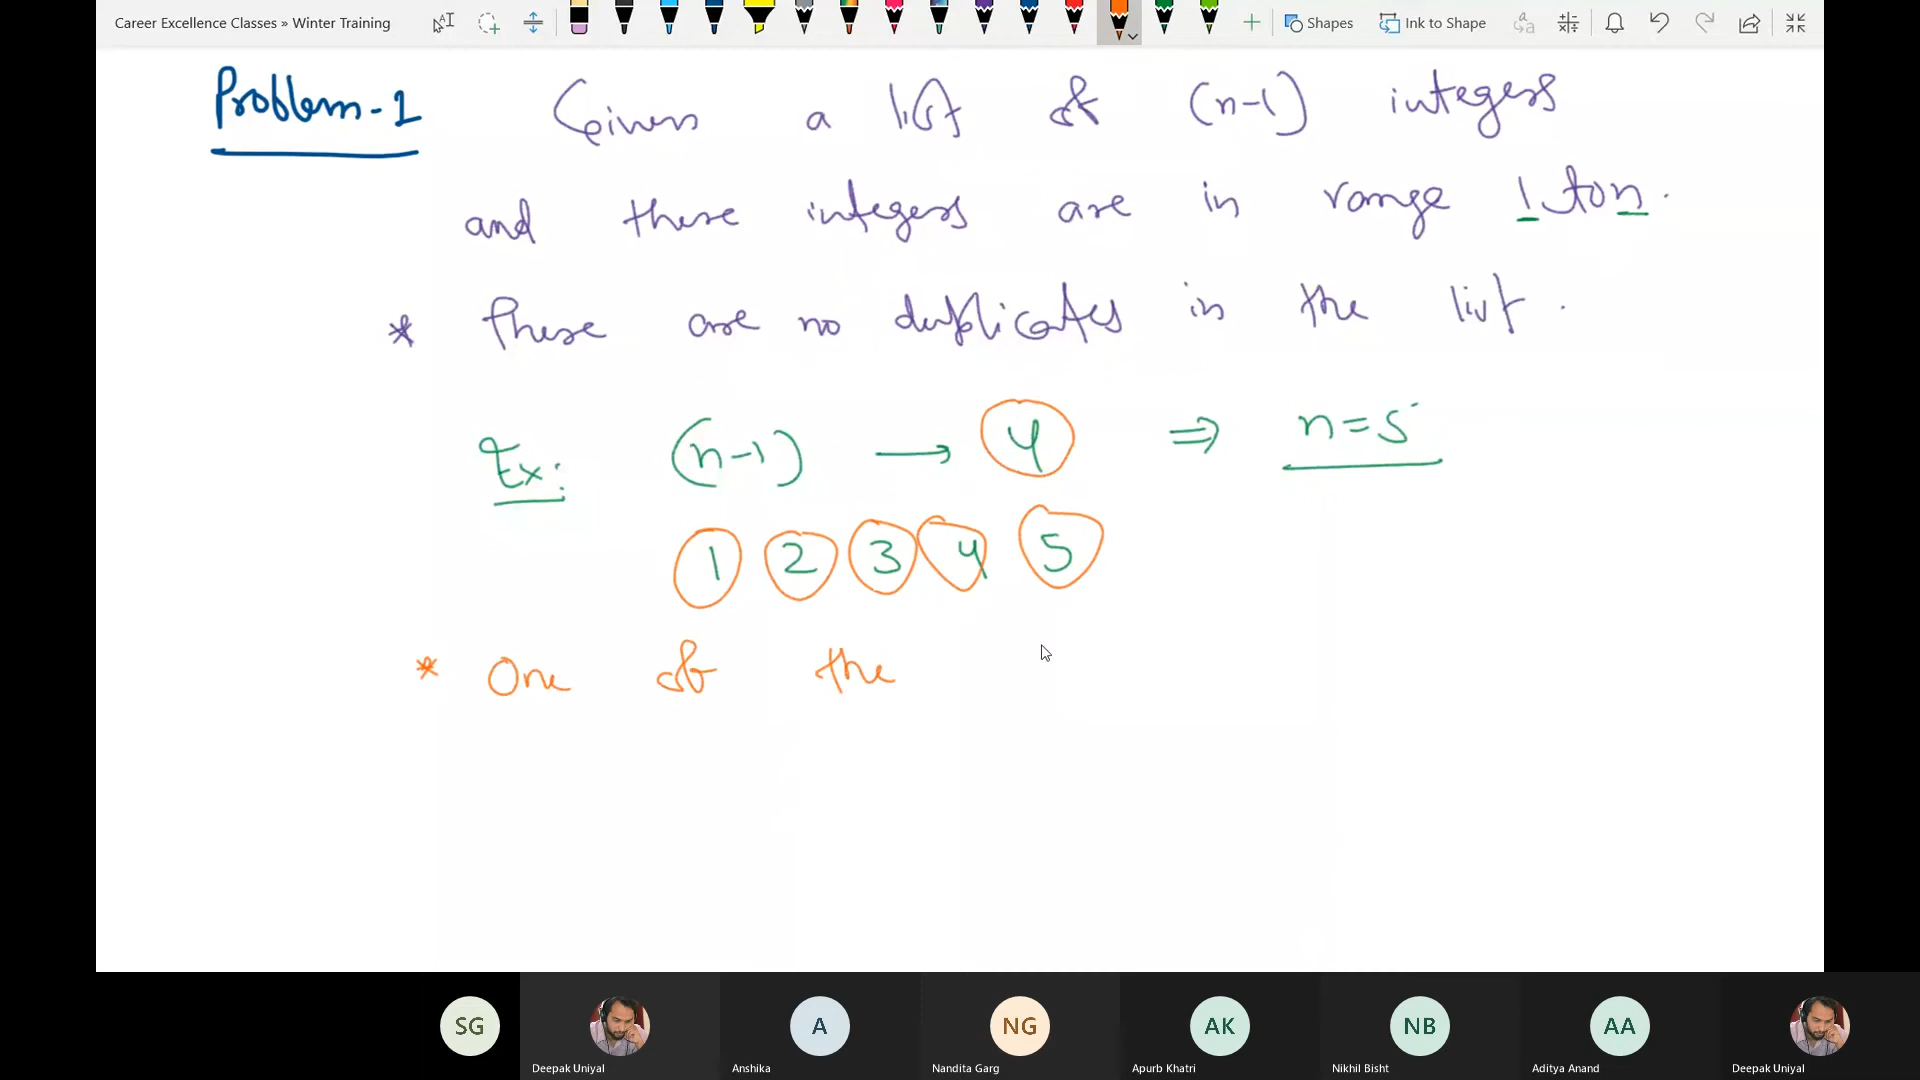 Career Excellence Classes » Winter Training
Shapes
Ink to Shape
Problem-1 Given a list of (n-1) integers
and these integers are in range 1 to n.
* There are no duplicates in the list.
Ex: (n-1) → 4 ⇒ n=5
1 2 3 4 5
* One of the
SG A NG AK NB AA
Deepak Uniyal Anshika Nandita Garg Apurb Khatri Nikhil Bisht Aditya Anand Deepak Uniyal